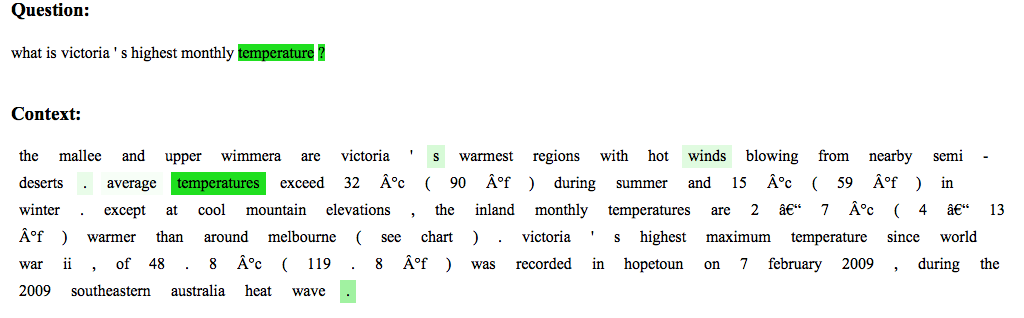 Question:
what is victoria ' s highest monthly temperature ?
Context:
the mallee and upper wimmera are victoria ' s warmest regions with hot winds blowing from nearby semi -
deserts . average temperatures exceed 32 Â°c ( 90 Â°f ) during summer and 15 Â°c ( 59 Â°f ) in
winter . except at cool mountain elevations , the inland monthly temperatures are 2 â€“ 7 Â°c ( 4 â€“ 13
Â°f ) warmer than around melbourne ( see chart ) . victoria ' s highest maximum temperature since world
war ii , of 48 . 8 Â°c ( 119 . 8 Â°f ) was recorded in hopetoun on 7 february 2009 , during the
2009 southeastern australia heat wave .